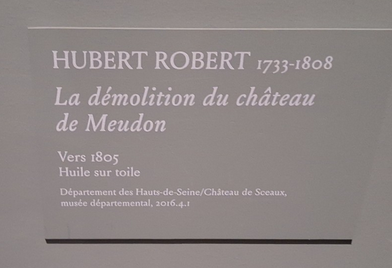 HUBERT ROBERT 1733-1808
La démolition du château
de Meudon
Vers 1805
Huile sur toile
Département des Hauts-de-Seine/Château de Sceaux,
musée départemental, 2016.4.1